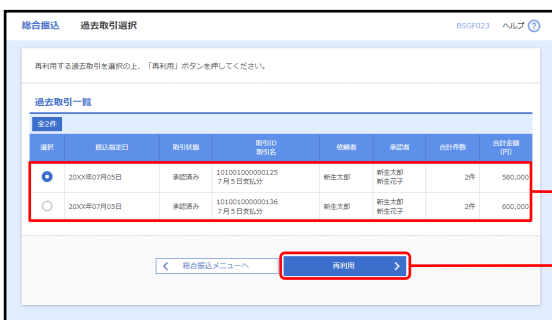 総合振込 過去取引選択 BSGF023 ヘルプ ?
再利用する過去取引を選択の上、「再利用」ボタンを押してください。
過去取引一覧
全2件
選択 振込指定日 取引状態 取引ID 取引名 依頼者 承認者 合計件数 合計金額 (円)
20XX年07月05日 承認済み 101001000000125 7月5日支払分 新生太郎 新生太郎 新生花子 2件 580,000
20XX年07月05日 承認済み 101001000000136 7月5日支払分 新生太郎 新生太郎 新生花子 2件 600,000
総合振込メニューへ 再利用